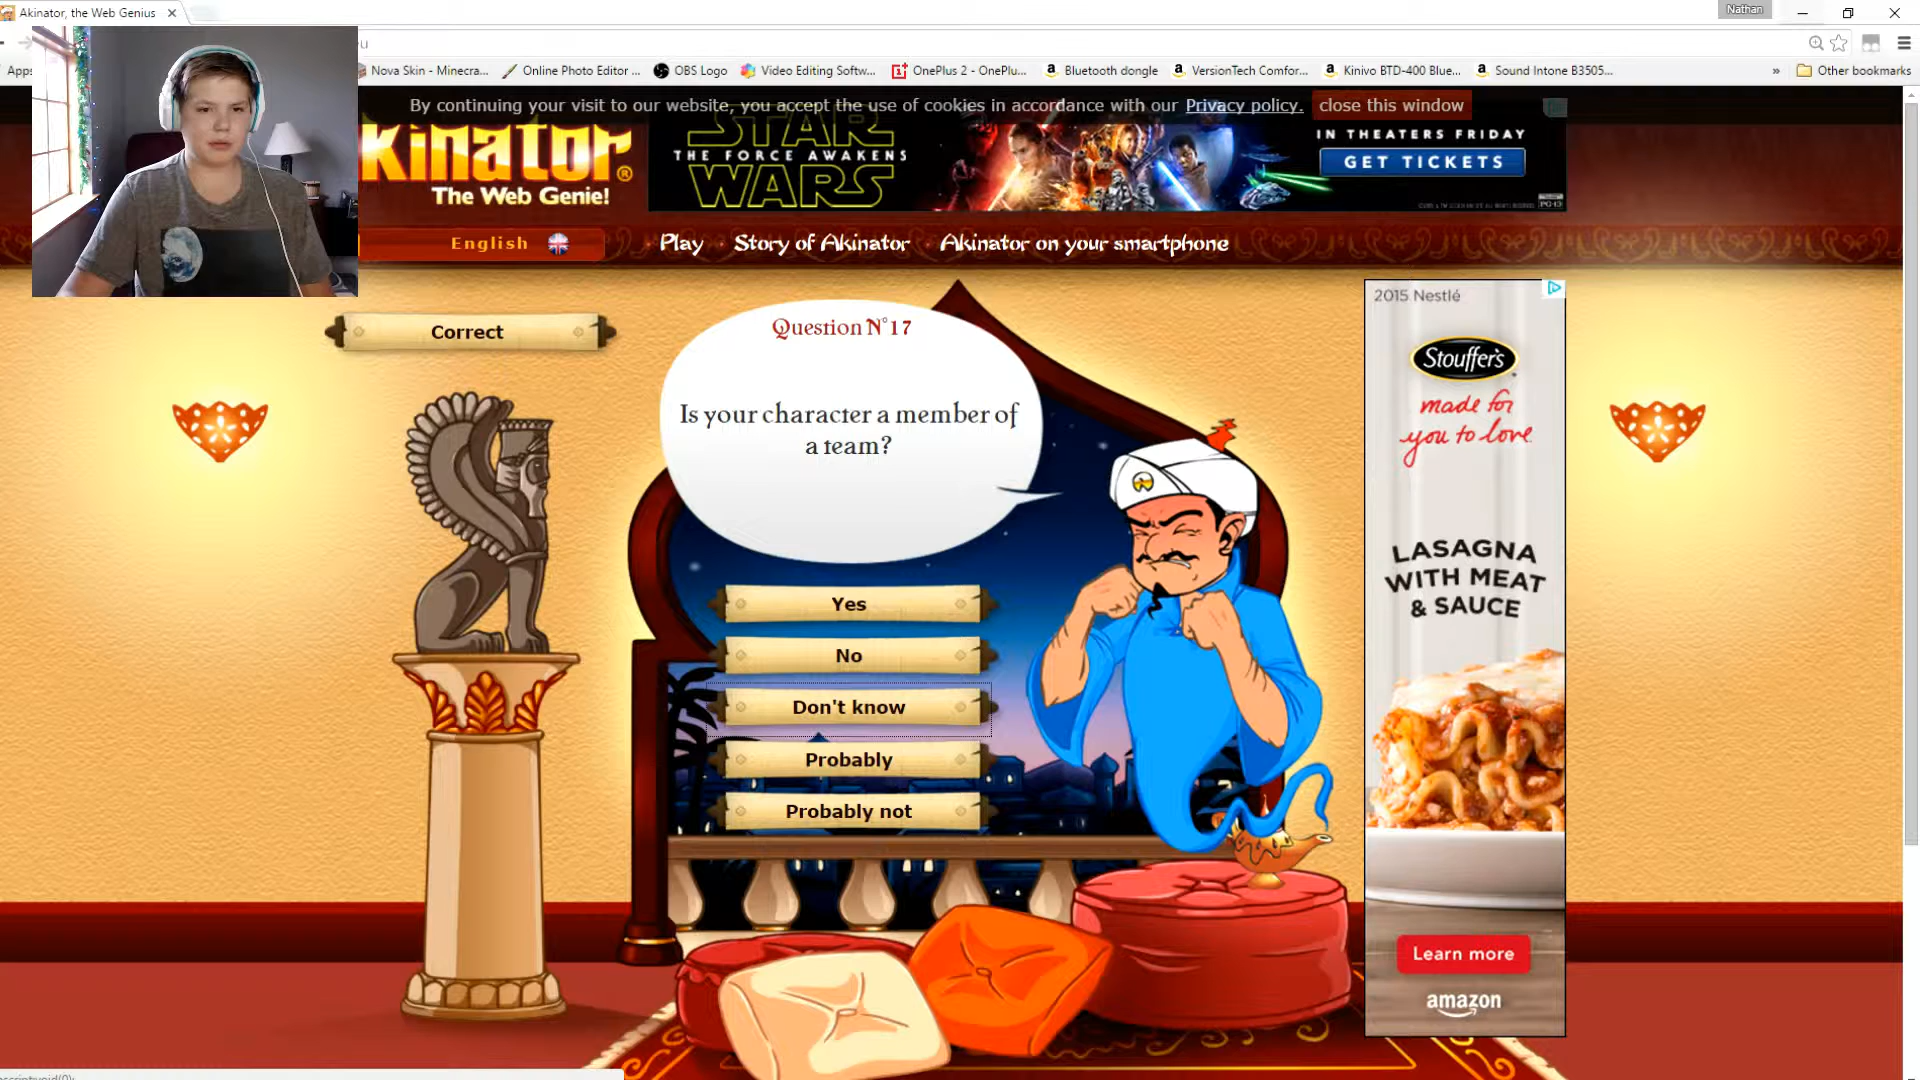 Akinator, the Web Genius
Nathan
Apps
Nova Skin - Minecra...
Online Photo Editor ...
OBS Logo
Video Editing Softw...
OnePlus 2 - OnePlu...
Bluetooth dongle
VersionTech Comfor...
Kinivo BTD-400 Blue...
Sound Intone B3505...
»
Other bookmarks
By continuing your visit to our website, you accept the use of cookies in accordance with our Privacy policy.
close this window
kinator®
The Web Genie!
STAR
THE FORCE AWAKENS
WARS
IN THEATERS FRIDAY
GET TICKETS
PG-13
English
Play
Story of Akinator
Akinator on your smartphone
Correct
Question N°17
Is your character a member of
a team?
Yes
No
Don't know
Probably
Probably not
2015 Nestlé
Stouffer's
made for
you to love
LASAGNA
WITH MEAT
& SAUCE
Learn more
amazon